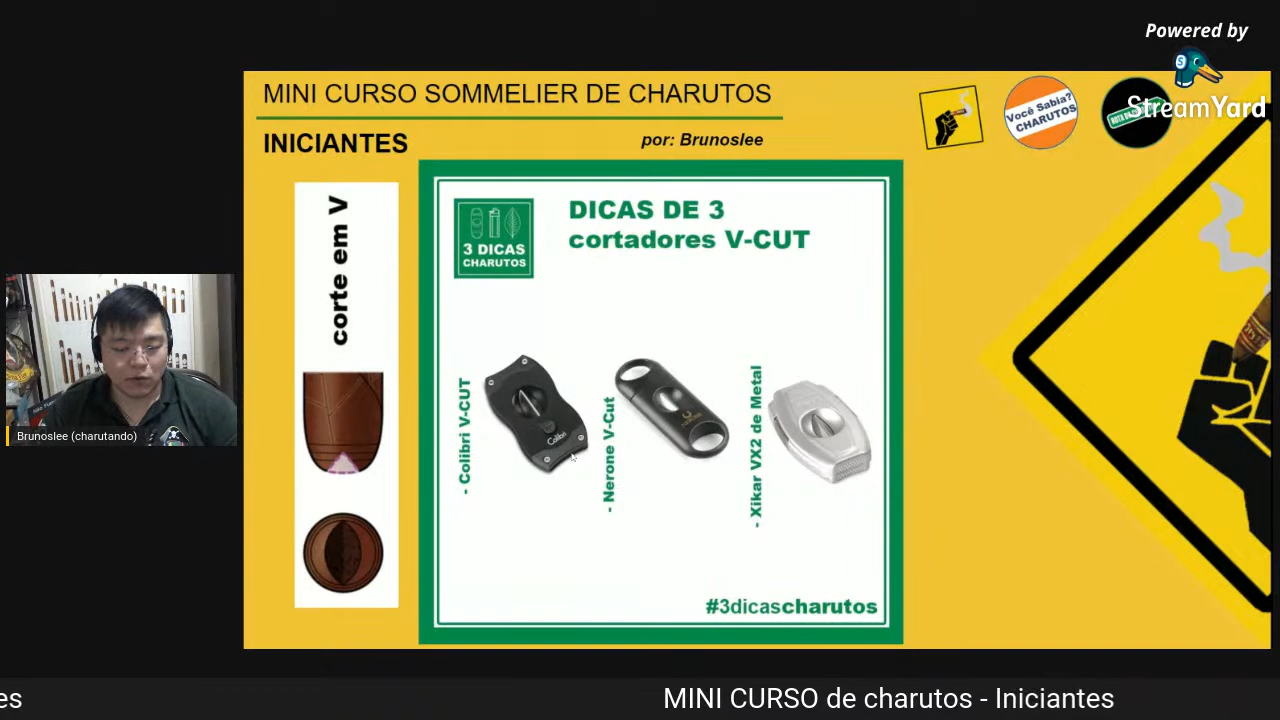 Powered by
StreamYard
MINI CURSO SOMMELIER DE CHARUTOS
INICIANTES
por: Brunoslee
Você Sabia?
CHARUTOS
corte em V
3 DICAS
CHARUTOS
DICAS DE 3
cortadores V-CUT
- Colibri V-CUT
Colibri
- Nerone V-Cut
- Xikar VX2 de Metal
#3dicascharutos
Brunoslee (charutando)
es
MINI CURSO de charutos - Iniciantes